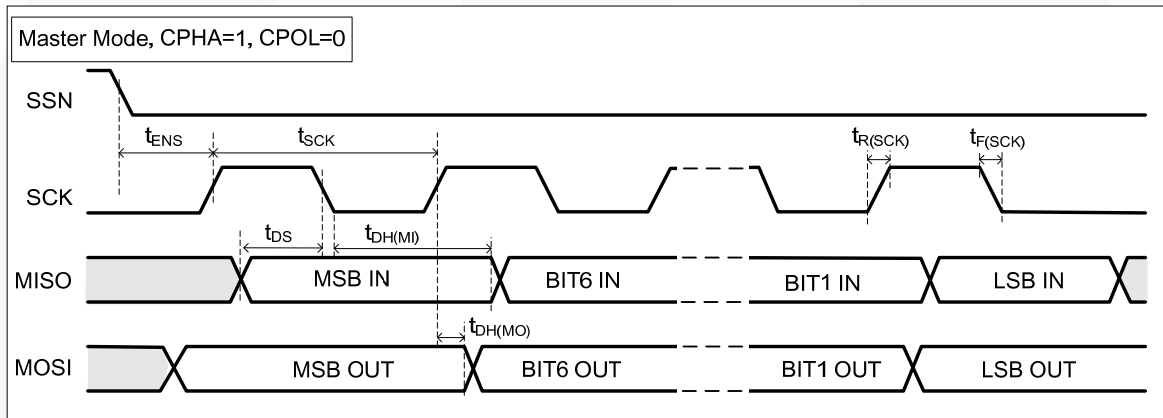 Master Mode, CPHA=1, CPOL=0
SSN
tENS
tSCK
tR(SCK)
tF(SCK)
SCK
tDS
tDH(MI)
MISO
MSB IN
BIT6 IN
BIT1 IN
LSB IN
tDH(MO)
MOSI
MSB OUT
BIT6 OUT
BIT1 OUT
LSB OUT